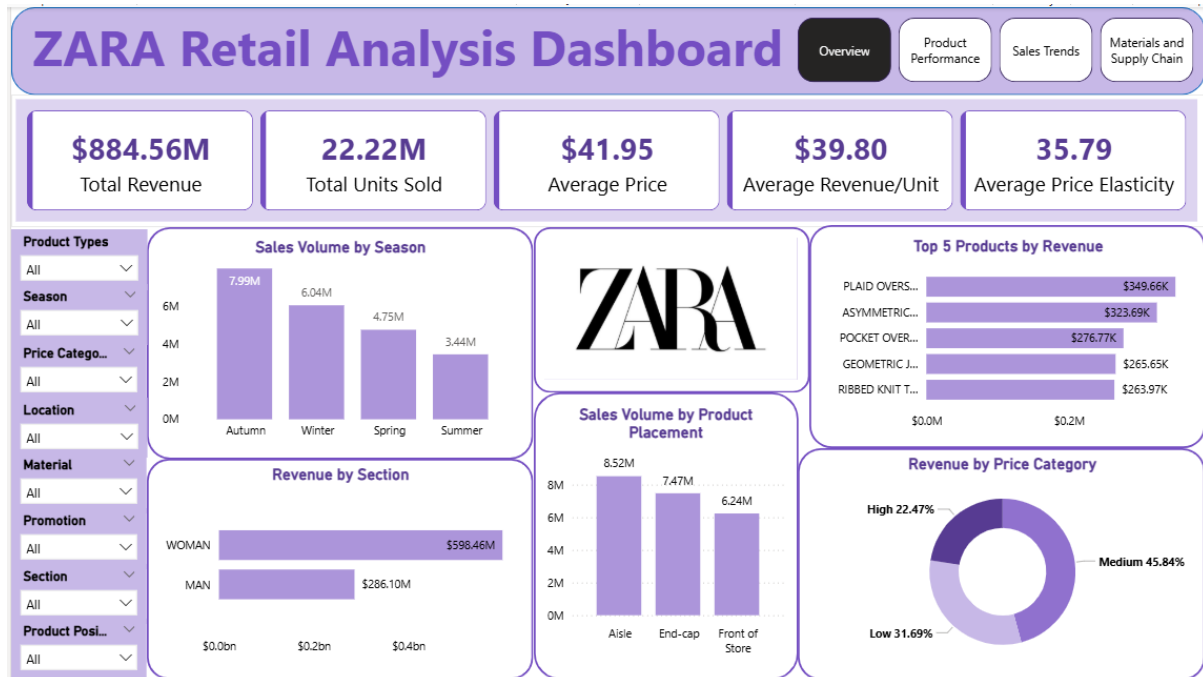 ZARA Retail Analysis Dashboard
Overview
Product
Performance
Sales Trends
Materials and
Supply Chain
$884.56M
Total Revenue
22.22M
Total Units Sold
$41.95
Average Price
$39.80
Average Revenue/Unit
35.79
Average Price Elasticity
Product Types
All
Season
All
Price Catego...
All
Location
All
Material
All
Promotion
All
Section
All
Product Posi...
All
Sales Volume by Season
6M
4M
2M
0M
7.99M
6.04M
4.75M
3.44M
Autumn
Winter
Spring
Summer
Revenue by Section
WOMAN
$598.46M
MAN
$286.10M
$0.0bn
$0.2bn
$0.4bn
ZARA
Sales Volume by Product
Placement
8M
6M
4M
2M
0M
8.52M
7.47M
6.24M
Aisle
End-cap
Front of
Store
Top 5 Products by Revenue
PLAID OVERS...
$349.66K
ASYMMETRIC...
$323.69K
POCKET OVER...
$276.77K
GEOMETRIC J...
$265.65K
RIBBED KNIT T...
$263.97K
$0.0M
$0.2M
Revenue by Price Category
High 22.47%
Medium 45.84%
Low 31.69%